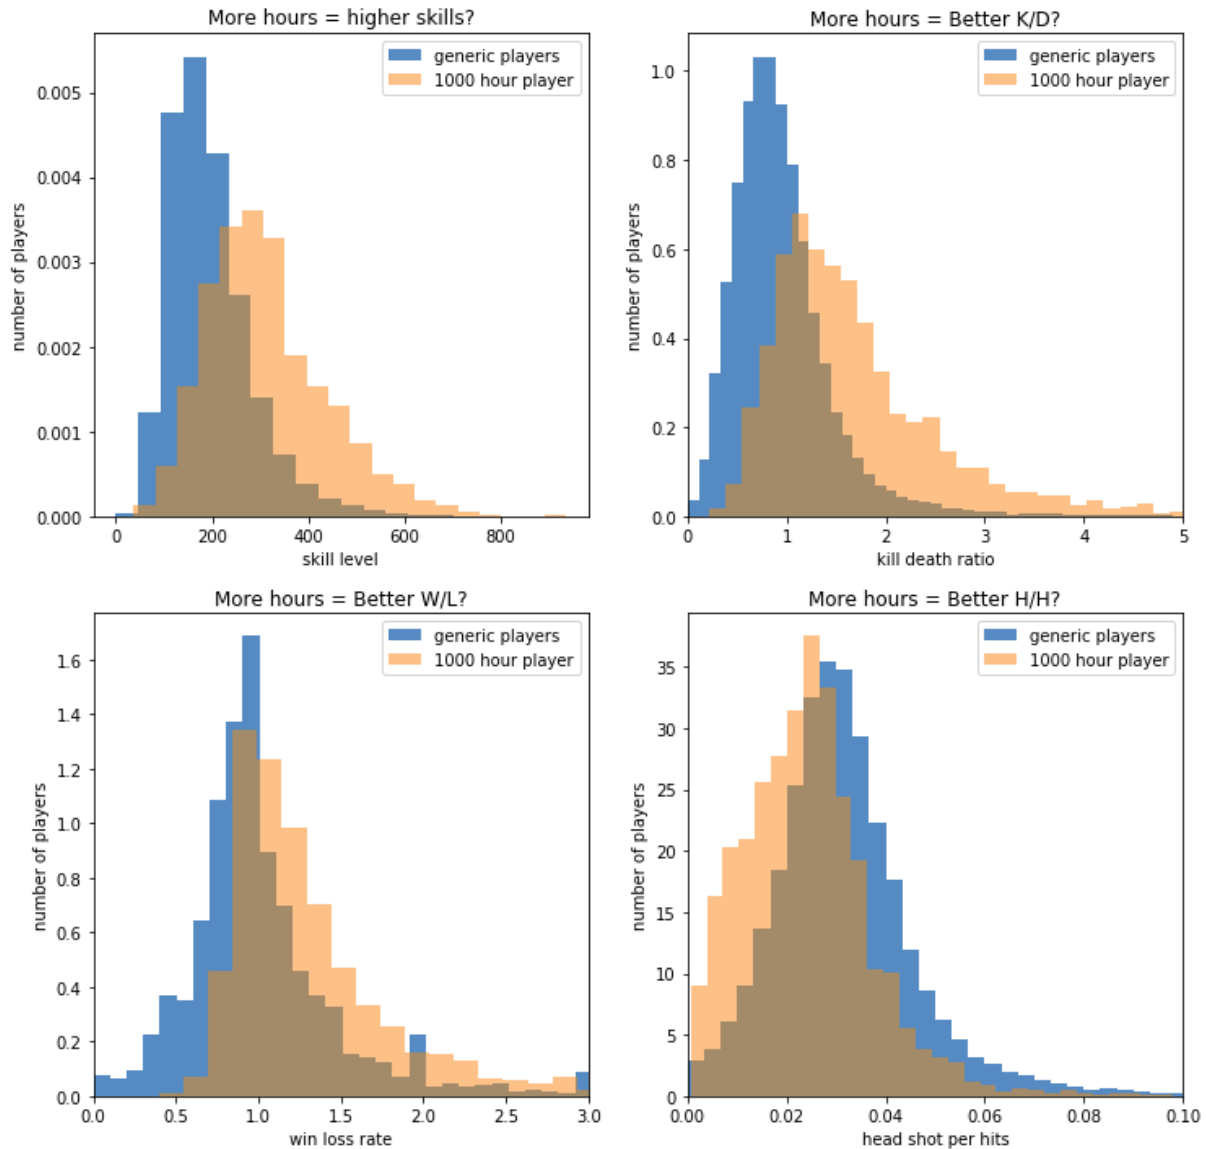 More hours = higher skills?
generic players
1000 hour player
number of players
0.005
0.004
0.003
0.002
0.001
0.000
0
200
400
600
800
skill level
More hours = Better K/D?
generic players
1000 hour player
number of players
1.0
0.8
0.6
0.4
0.2
0.0
0
1
2
3
4
5
kill death ratio
More hours = Better W/L?
generic players
1000 hour player
number of players
1.6
1.4
1.2
1.0
0.8
0.6
0.4
0.2
0.0
0.0
0.5
1.0
1.5
2.0
2.5
3.0
win loss rate
More hours = Better H/H?
generic players
1000 hour player
number of players
35
30
25
20
15
10
5
0
0.00
0.02
0.04
0.06
0.08
0.10
head shot per hits